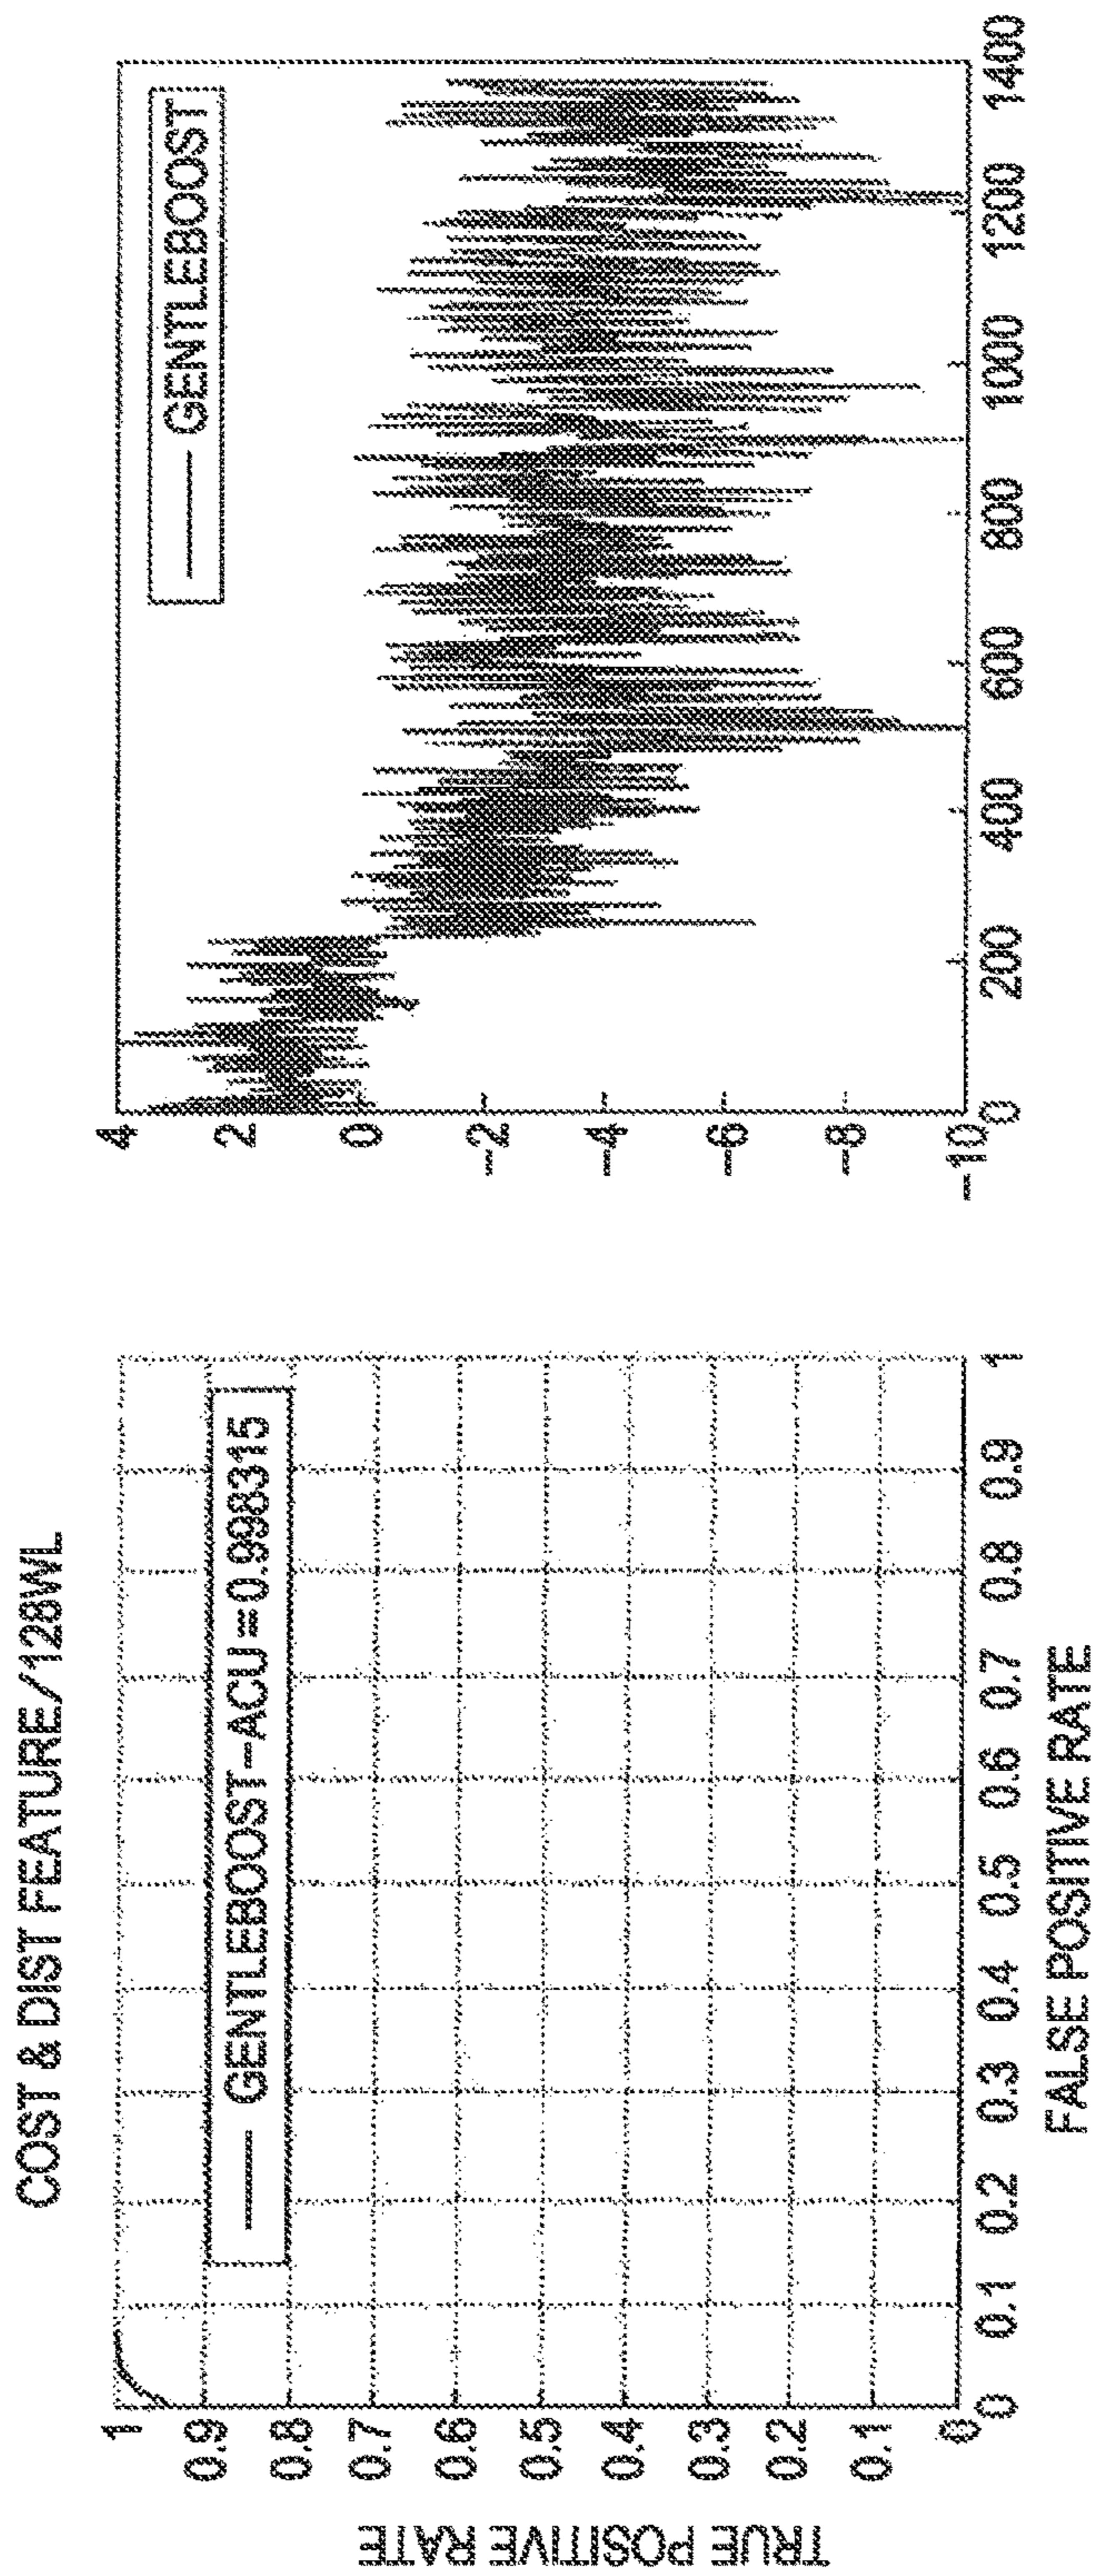 COST & DIST FEATURE/128WL
TRUE POSITIVE RATE
1
0.9
0.8
0.7
0.6
0.5
0.4
0.3
0.2
0.1
0
GENTLEBOOST-ACU=0.998315
0 0.1 0.2 0.3 0.4 0.5 0.6 0.7 0.8 0.9 1
FALSE POSITIVE RATE
4
2
0
-2
-4
-6
-8
-10
GENTLEBOOST
0 200 400 600 800 1000 1200 1400